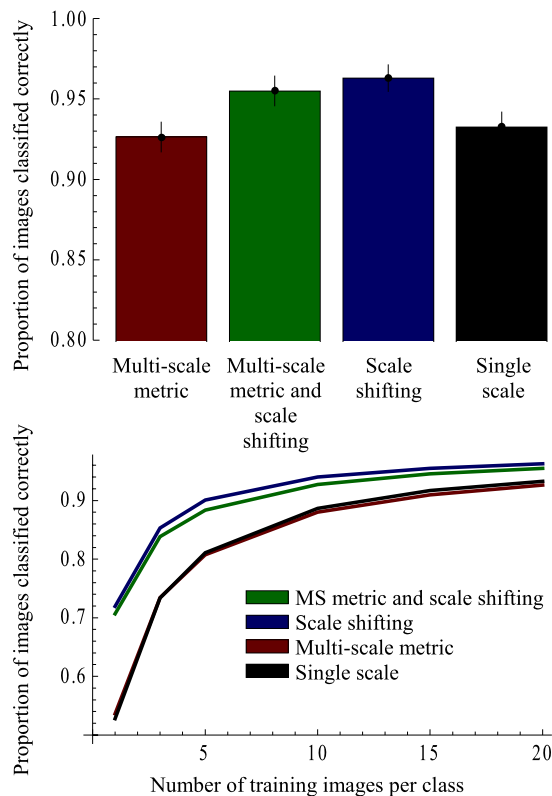 Proportion of images classified correctly
1.00
0.95
0.90
0.85
0.80
Multi-scale
metric
Multi-scale
metric and
scale
shifting
Scale
shifting
Single
scale
Proportion of images classified correctly
0.9
0.8
0.7
0.6
MS metric and scale shifting
Scale shifting
Multi-scale metric
Single scale
5 10 15 20
Number of training images per class